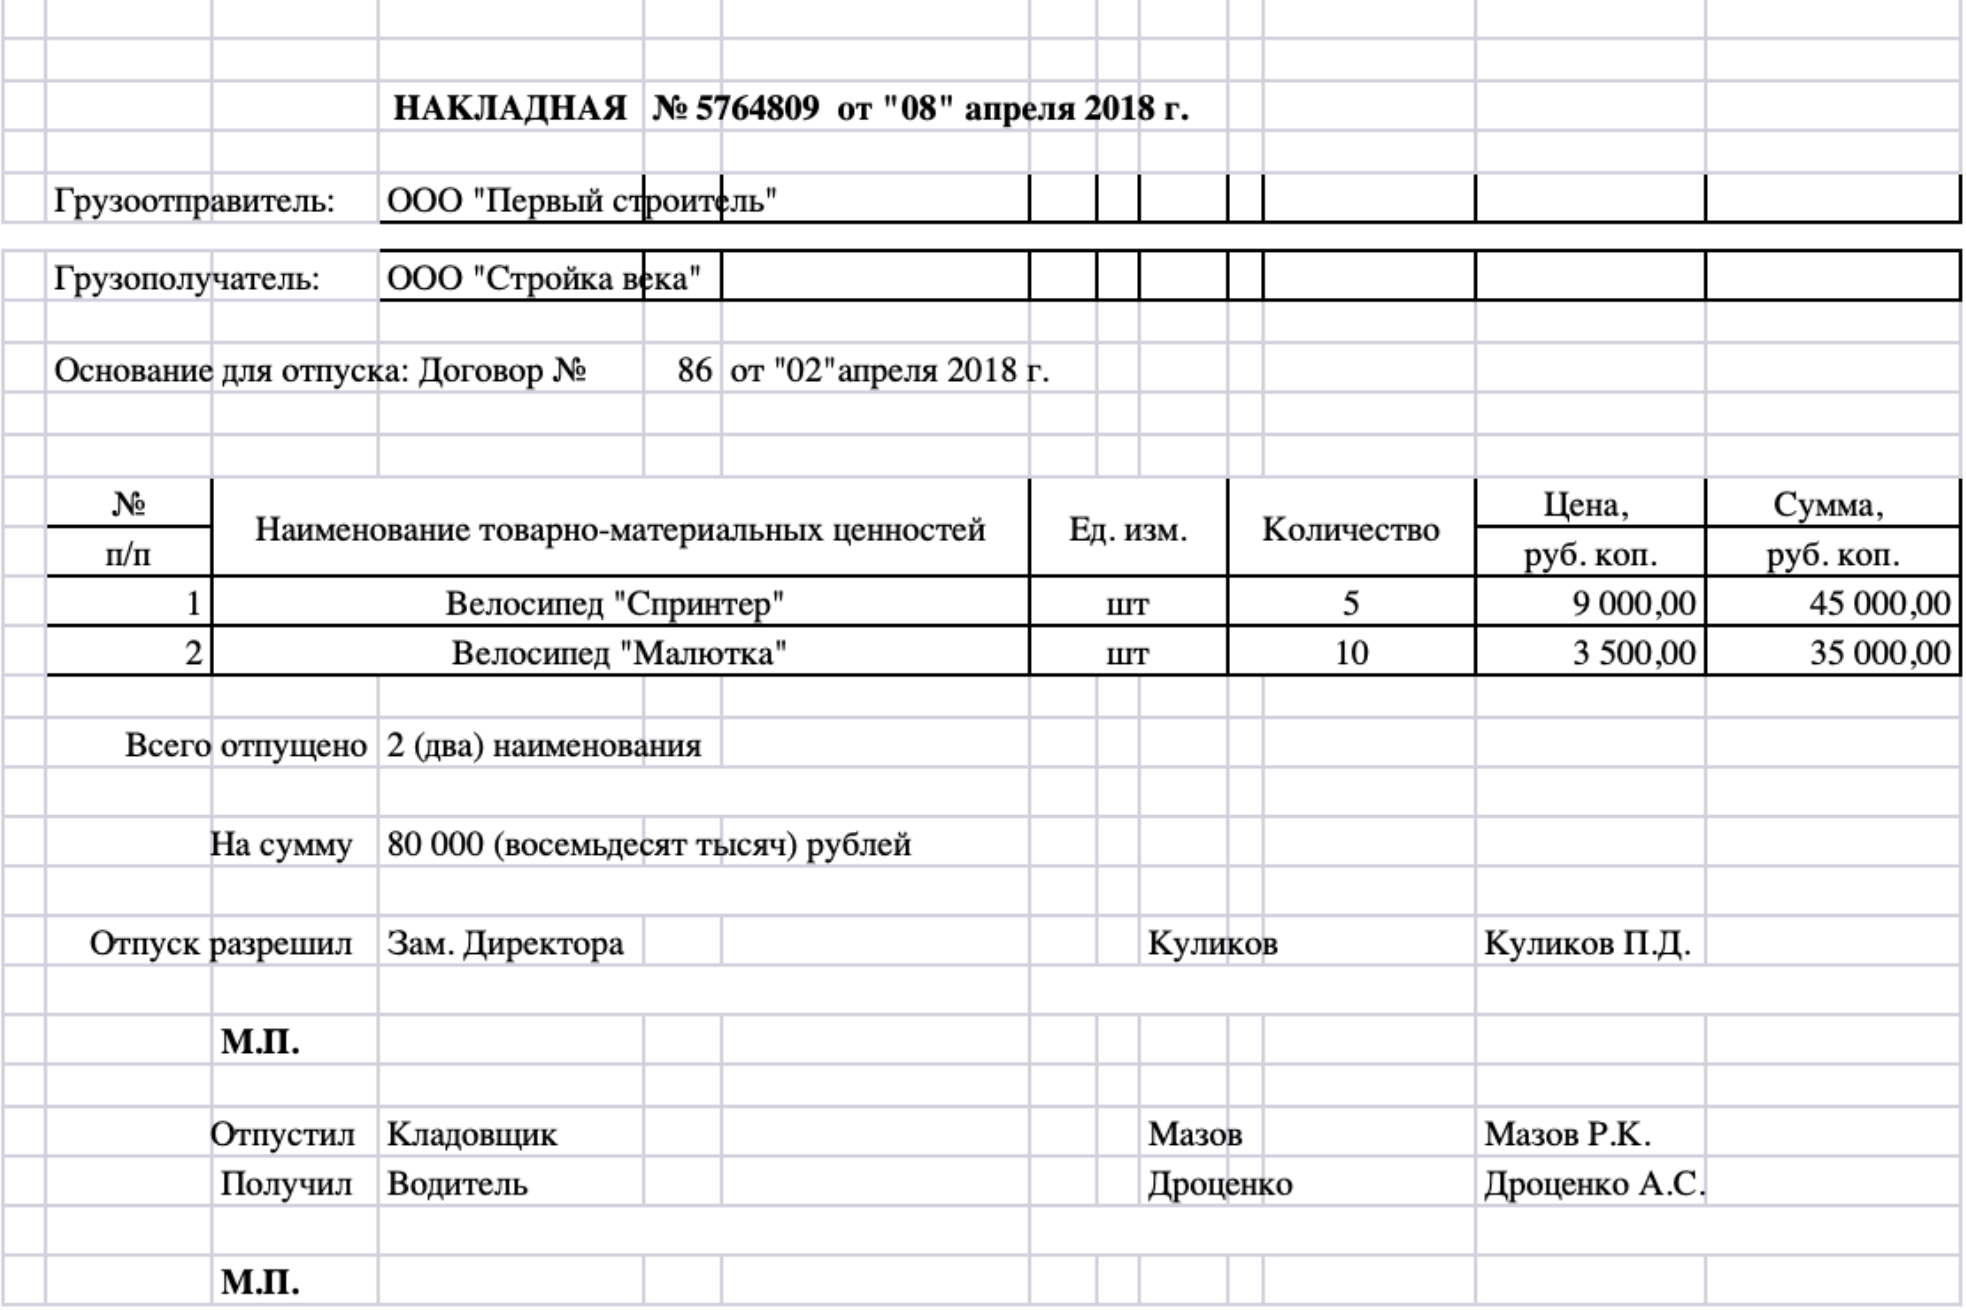 НАКЛАДНАЯ № 5764809 от "08" апреля 2018 г.
Грузоотправитель: ООО "Первый строитель"
Грузополучатель: ООО "Стройка века"
Основание для отпуска: Договор № 86 от "02"апреля 2018 г.
№ п/п Наименование товарно-материальных ценностей Ед. изм. Количество Цена, руб. коп. Сумма, руб. коп.
1 Велосипед "Спринтер" шт 5 9 000,00 45 000,00
2 Велосипед "Малютка" шт 10 3 500,00 35 000,00
Всего отпущено 2 (два) наименования
На сумму 80 000 (восемьдесят тысяч) рублей
Отпуск разрешил Зам. Директора Куликов Куликов П.Д.
М.П.
Отпустил Кладовщик Мазов Мазов Р.К.
Получил Водитель Дроценко Дроценко А.С.
М.П.